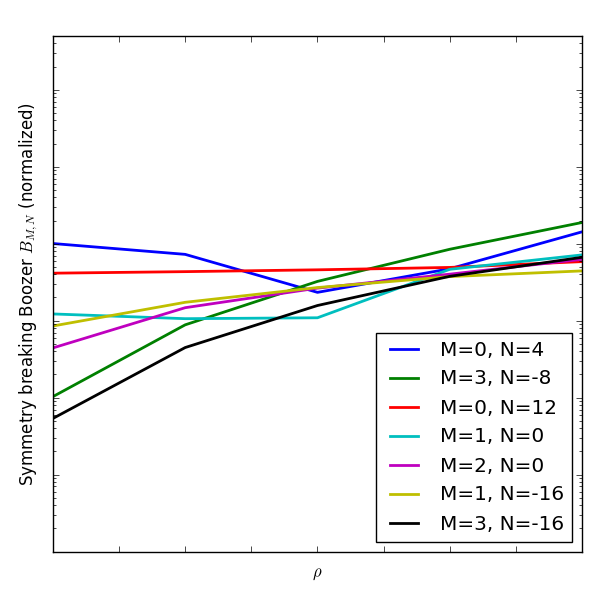 Symmetry breaking Boozer B_{M,N} (normalized)
M=0, N=4
M=3, N=-8
M=0, N=12
M=1, N=0
M=2, N=0
M=1, N=-16
M=3, N=-16
ρ